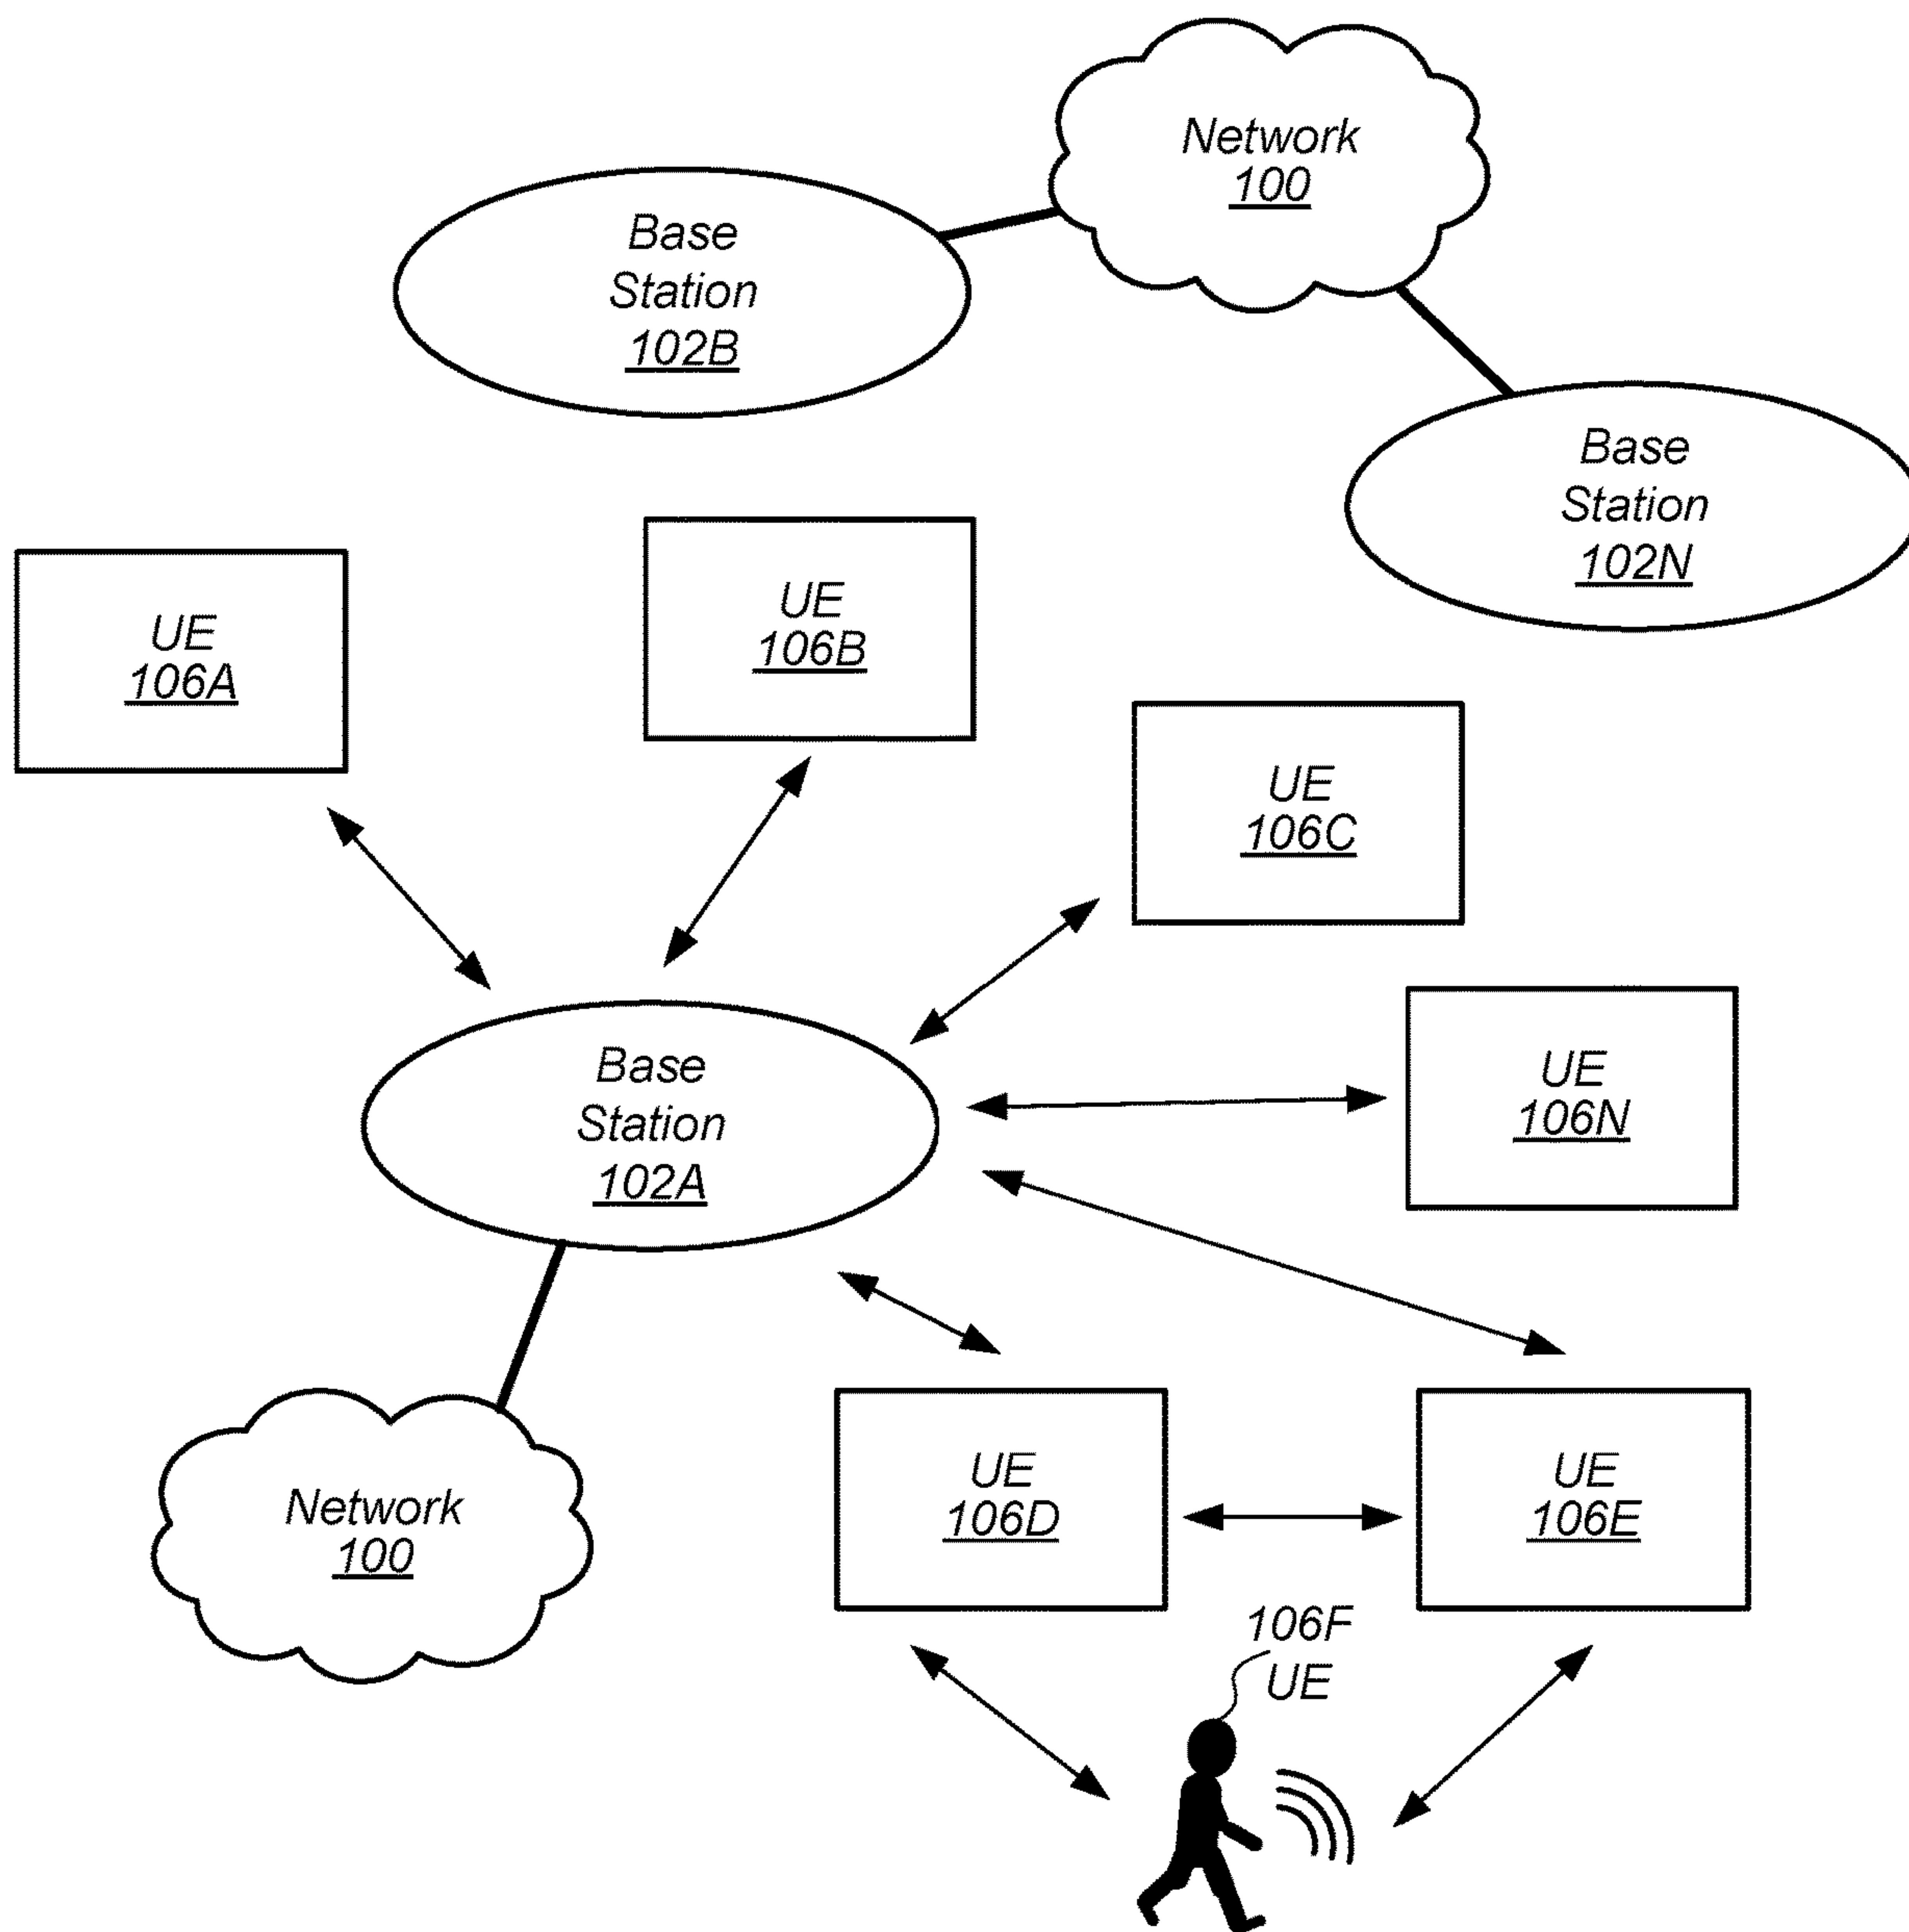 Network
100
Base
Station
102B
Base
Station
102N
UE
106A
UE
106B
UE
106C
Base
Station
102A
UE
106N
Network
100
UE
106D
UE
106E
106F
UE